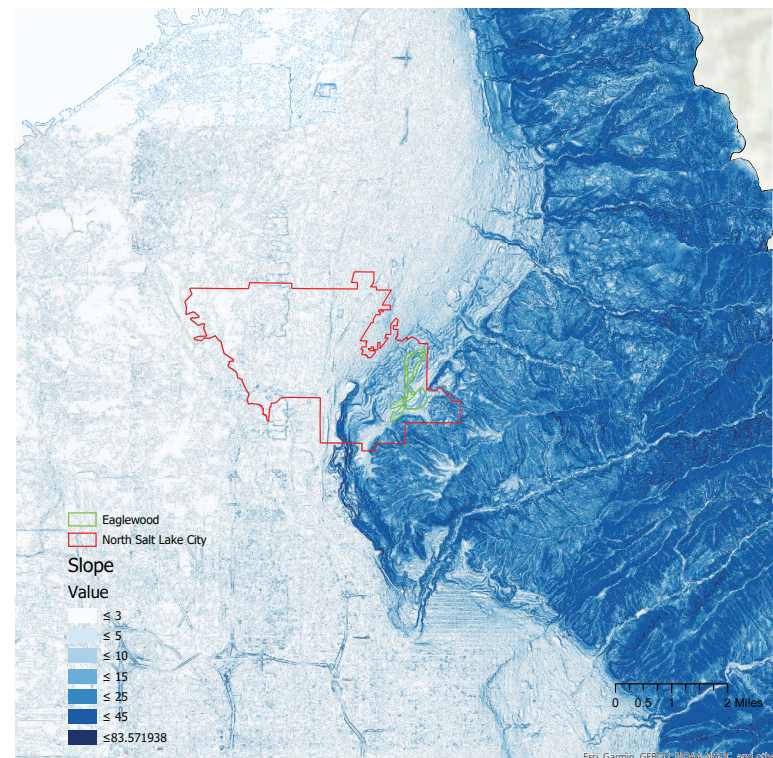 Eaglewood
North Salt Lake City
Slope
Value
≤ 3
≤ 5
≤ 10
≤ 15
≤ 25
≤ 45
≤83.571938
0 0.5 1 2 Miles
Esri, Garmin, GEBCO, NOAA NGDC, and othe